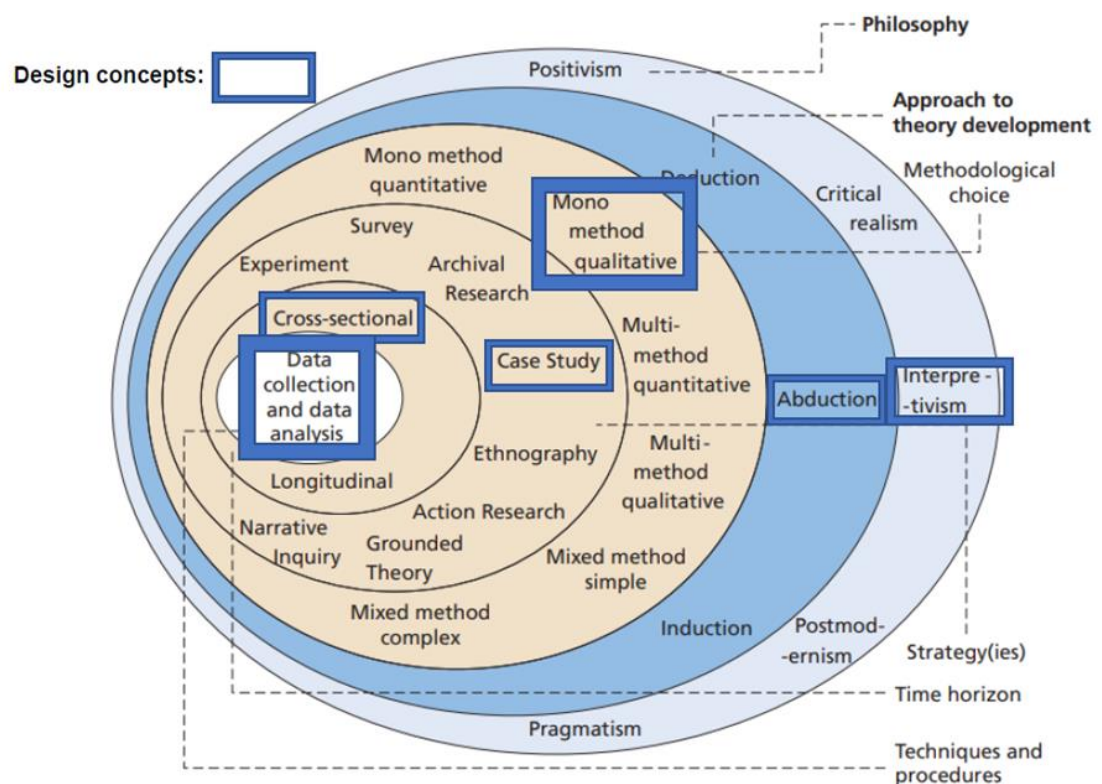 Philosophy
Design concepts:
Positivism
Approach to
theory development
Mono method
quantitative
Deduction
Methodological
choice
Critical
realism
Mono
method
qualitative
Survey
Experiment
Archival
Research
Cross-sectional
Multi-
method
quantitative
Data
collection
and data
analysis
Case Study
Abduction
Interpre-
-tivism
Multi-
method
qualitative
Ethnography
Longitudinal
Action Research
Narrative
Inquiry
Grounded
Theory
Mixed method
simple
Mixed method
complex
Induction
Postmod-
-ernism
Strategy(ies)
Time horizon
Pragmatism
Techniques and
procedures